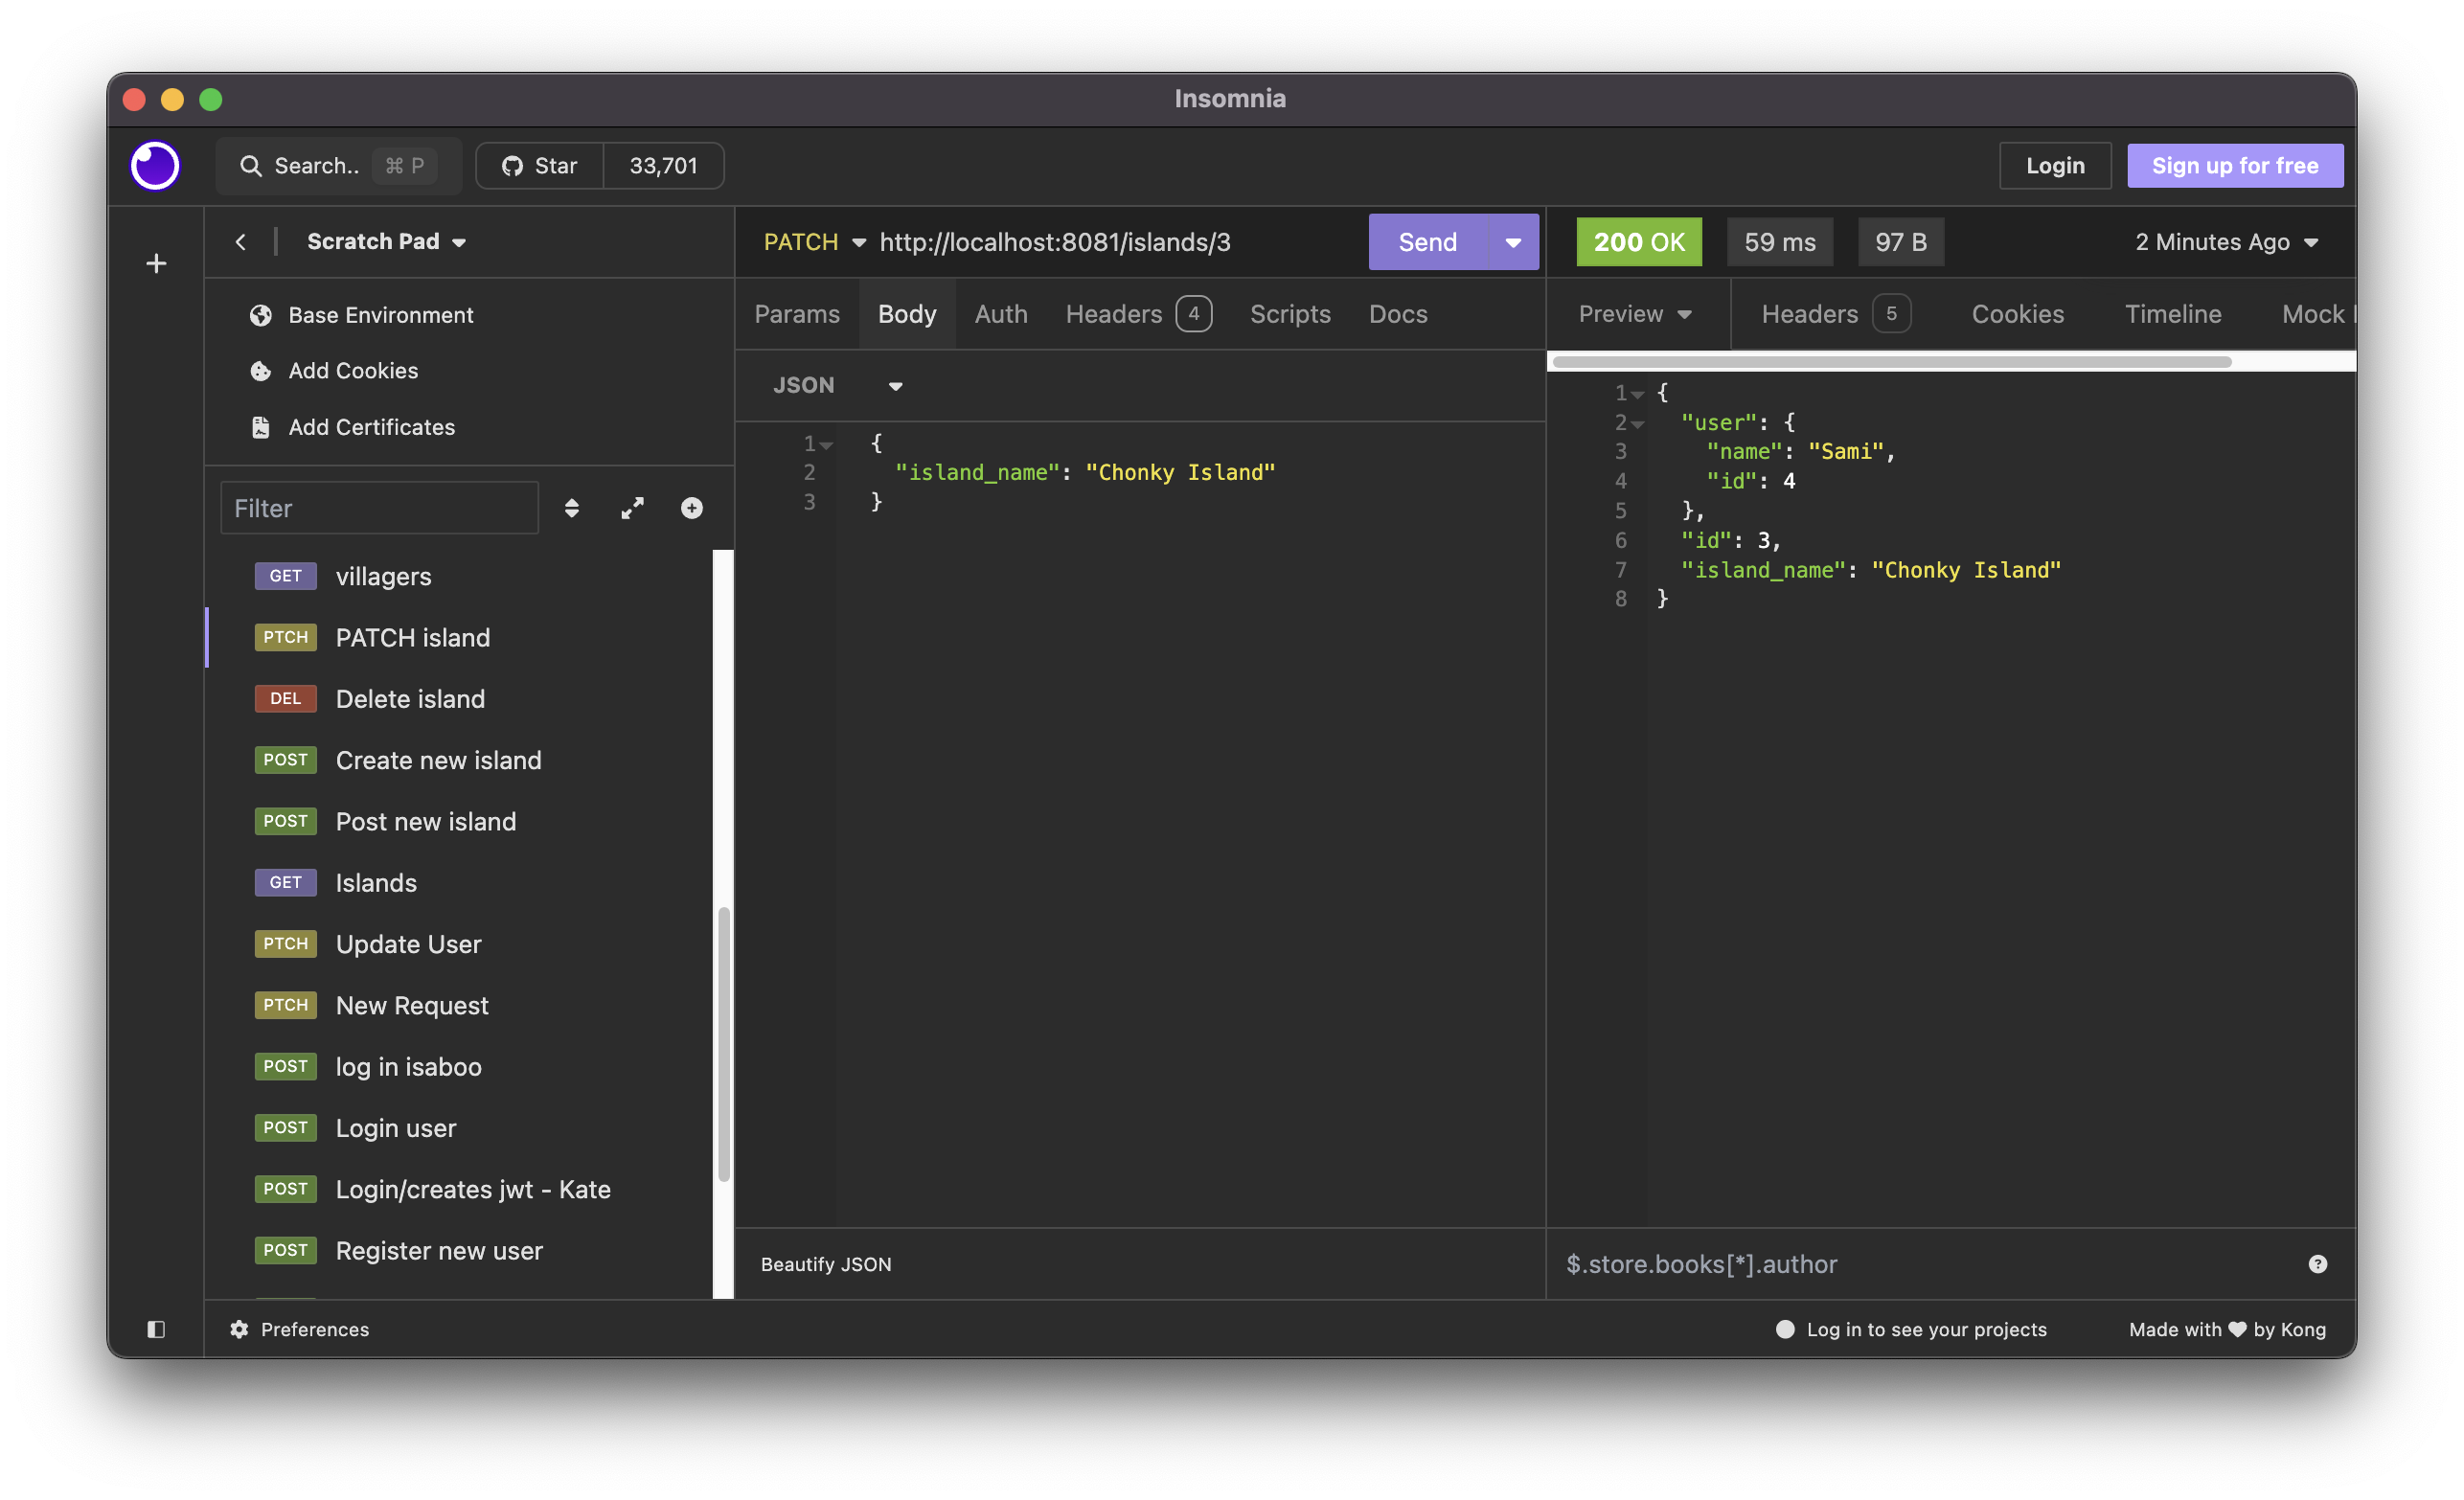 Insomnia
Search.. ⌘ P
Star 33,701
Login
Sign up for free
Scratch Pad
Base Environment
Add Cookies
Add Certificates
Filter
GET villagers
PTCH PATCH island
DEL Delete island
POST Create new island
POST Post new island
GET Islands
PTCH Update User
PTCH New Request
POST log in isaboo
POST Login user
POST Login/creates jwt - Kate
POST Register new user
PATCH http://localhost:8081/islands/3
Send
Params Body Auth Headers 4 Scripts Docs
JSON
1 {
2 "island_name": "Chonky Island"
3 }
Beautify JSON
200 OK 59 ms 97 B 2 Minutes Ago
Preview Headers 5 Cookies Timeline Mock
1 {
2 "user": {
3 "name": "Sami",
4 "id": 4
5 },
6 "id": 3,
7 "island_name": "Chonky Island"
8 }
$.store.books[*].author
Preferences
Log in to see your projects
Made with ♥ by Kong